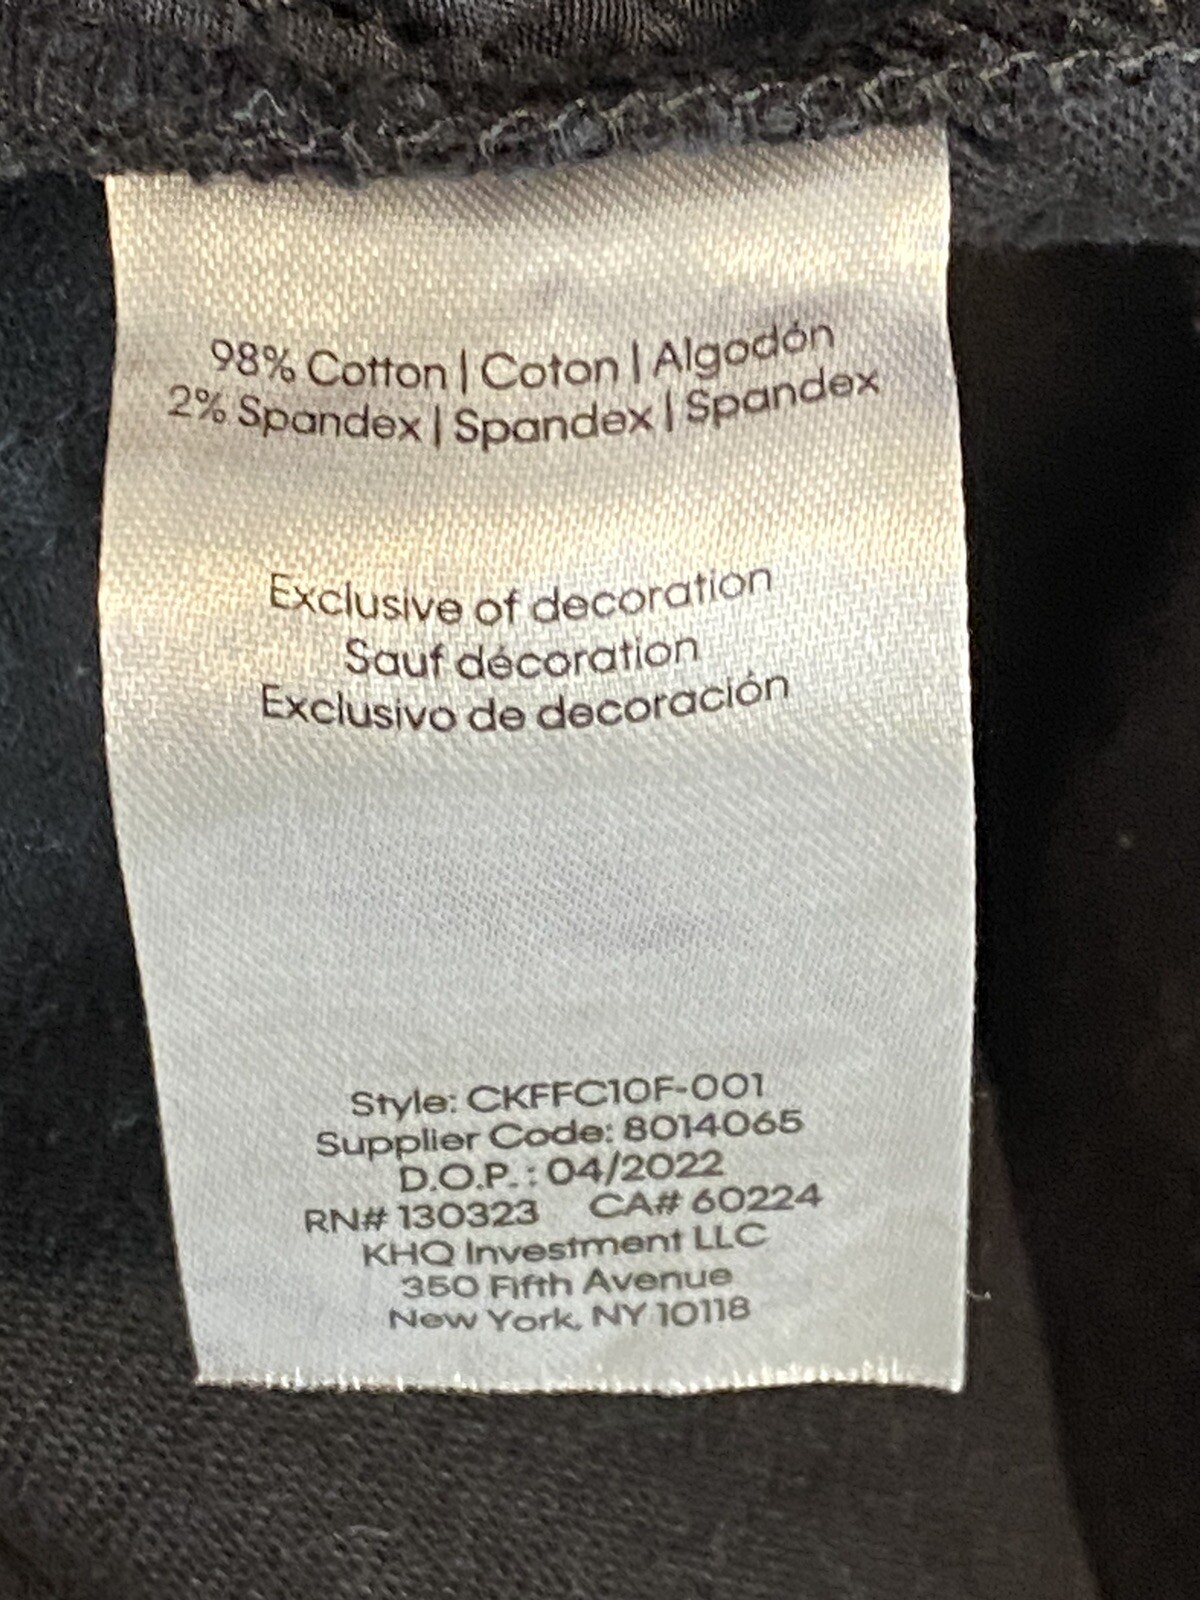 98% Cotton | Coton | Algodón
2% Spandex | Spandex | Spandex
Exclusive of decoration
Sauf décoration
Exclusivo de decoración
Style: CKFFC10F-001
Supplier Code: 8014065
D.O.P. : 04/2022
RN# 130323 CA# 60224
KHQ Investment LLC
350 Fifth Avenue
New York, NY 10118